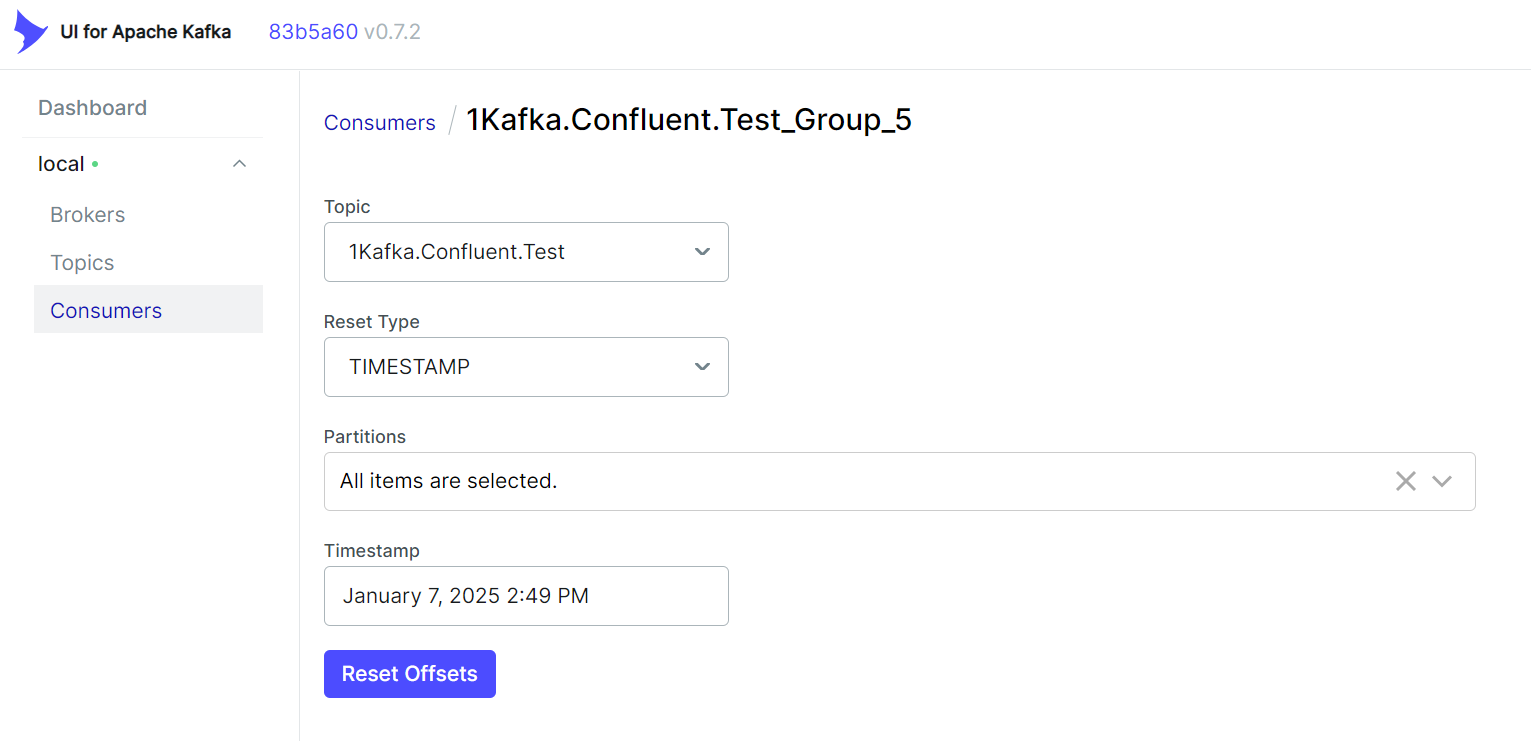 UI for Apache Kafka 83b5a60 v0.7.2
Dashboard
local
Brokers
Topics
Consumers
Consumers / 1Kafka.Confluent.Test_Group_5
Topic
1Kafka.Confluent.Test
Reset Type
TIMESTAMP
Partitions
All items are selected.
Timestamp
January 7, 2025 2:49 PM
Reset Offsets